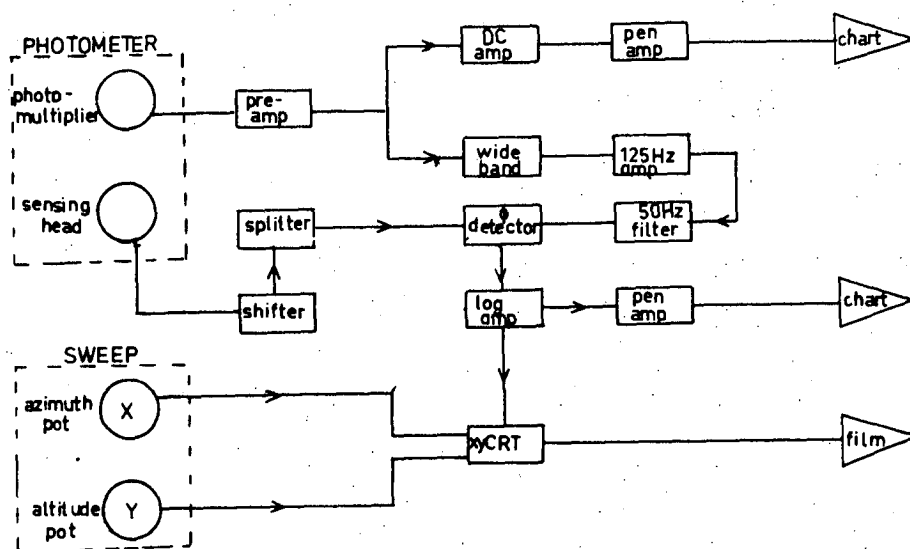 PHOTOMETER
photo-
multiplier
sensing
head
pre-
amp
DC
amp
pen
amp
chart
wide
band
125Hz
amp
splitter
ϕ
detector
50Hz
filter
shifter
log
amp
pen
amp
chart
SWEEP
azimuth
pot
X
xyCRT
film
altitude
pot
Y